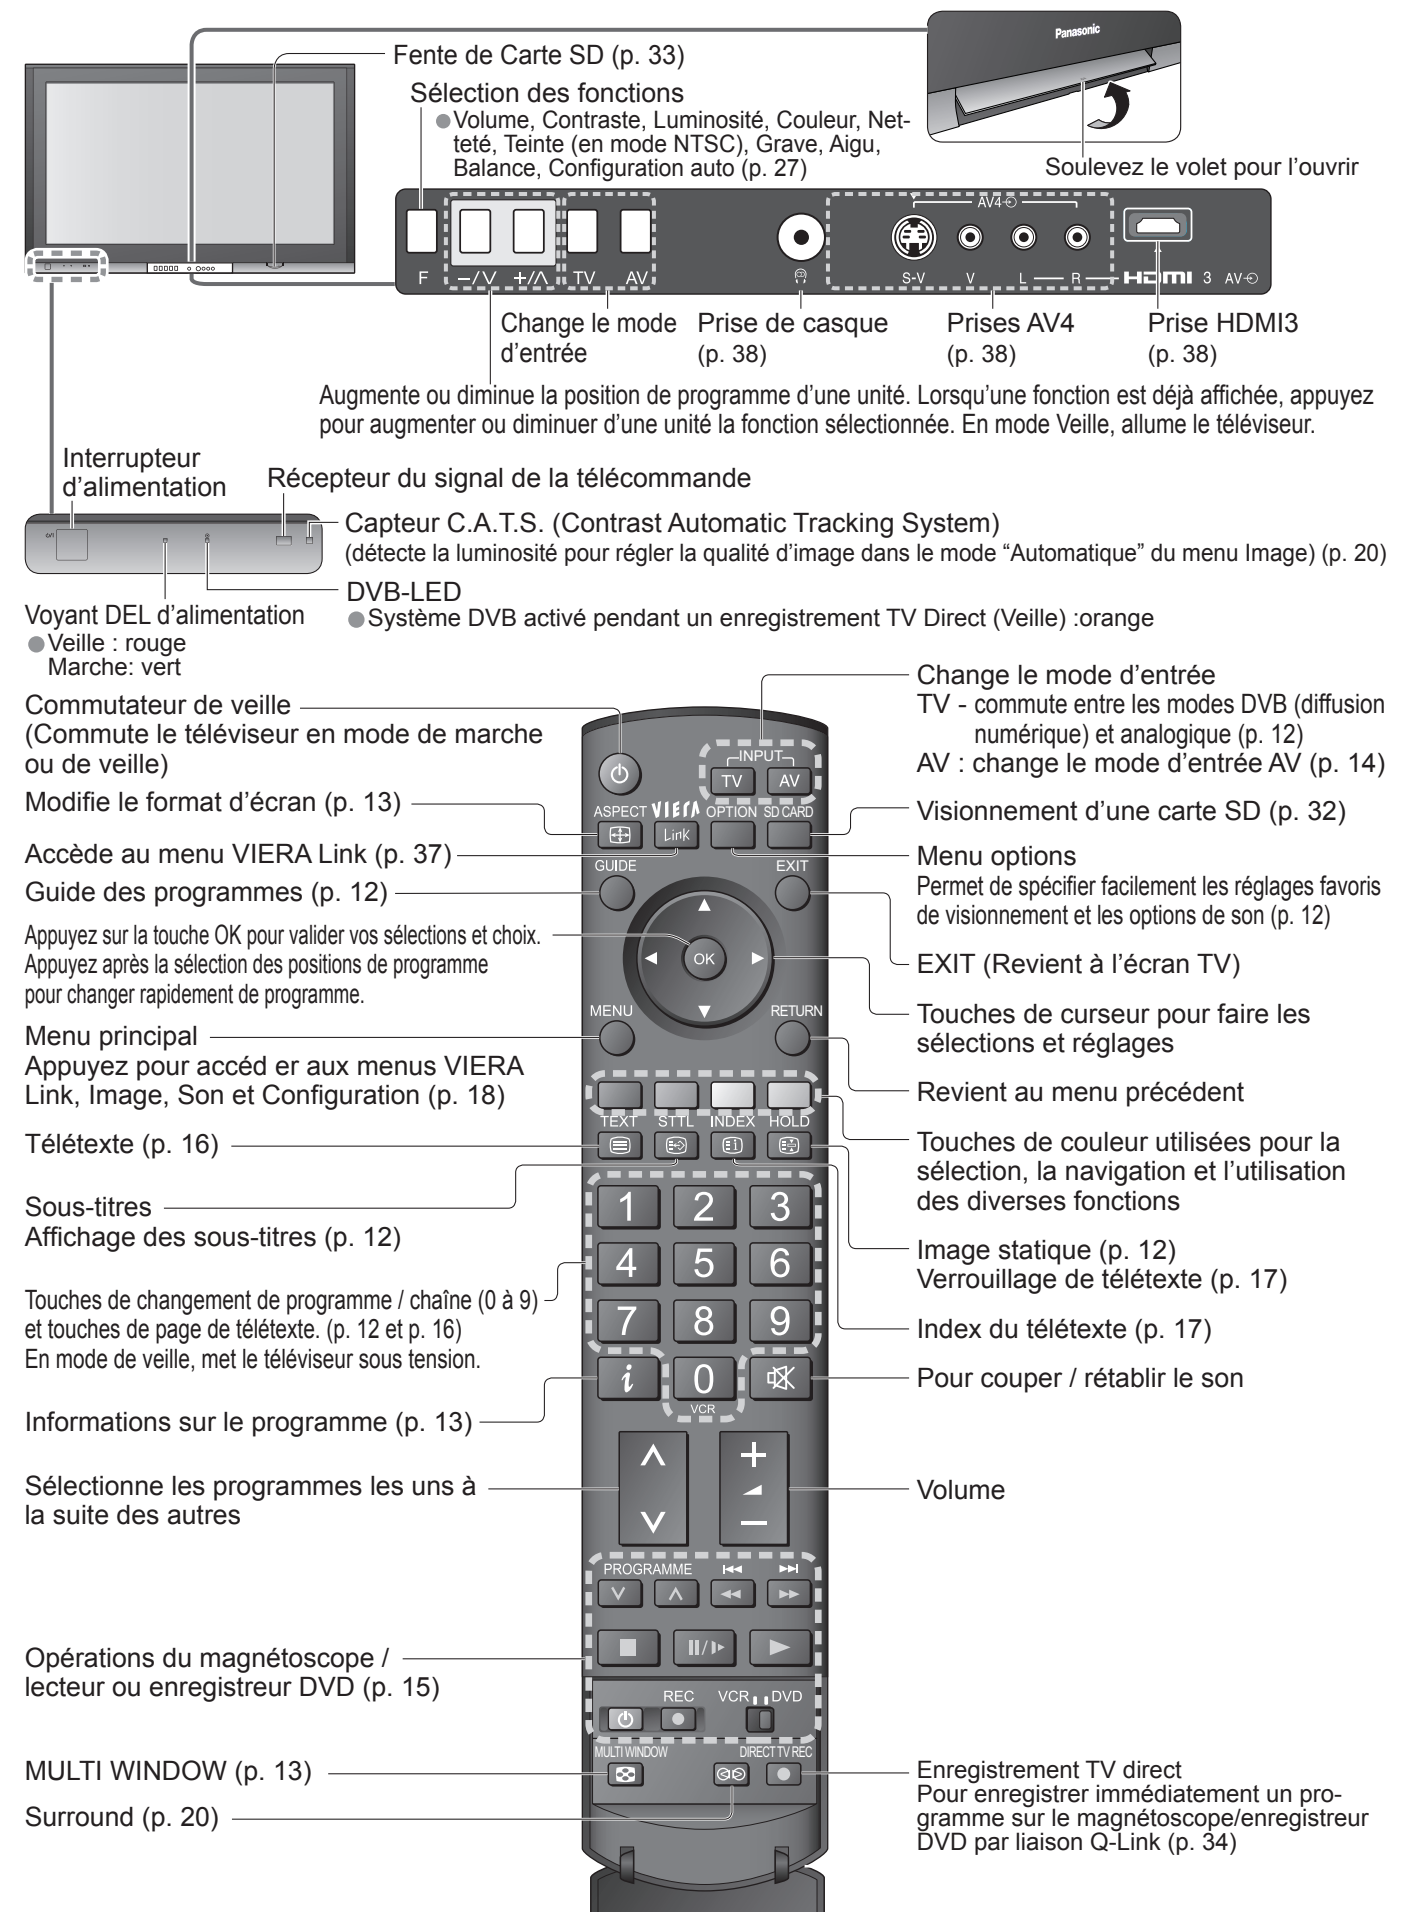 Panasonic
Fente de Carte SD (p. 33)
Sélection des fonctions
●Volume, Contraste, Luminosité, Couleur, Net-
teté, Teinte (en mode NTSC), Grave, Aigu,
Balance, Configuration auto (p. 27)
Soulevez le volet pour l’ouvrir
AV4
F −/∨ +/∧ TV AV S-V V L R HDMI 3 AV
Change le mode
d’entrée
Prise de casque
(p. 38)
Prises AV4
(p. 38)
Prise HDMI3
(p. 38)
Augmente ou diminue la position de programme d’une unité. Lorsqu’une fonction est déjà affichée, appuyez
pour augmenter ou diminuer d’une unité la fonction sélectionnée. En mode Veille, allume le téléviseur.
Interrupteur
d’alimentation
Récepteur du signal de la télécommande
Capteur C.A.T.S. (Contrast Automatic Tracking System)
(détecte la luminosité pour régler la qualité d’image dans le mode “Automatique” du menu Image) (p. 20)
DVB-LED
●Système DVB activé pendant un enregistrement TV Direct (Veille) :orange
Voyant DEL d’alimentation
●Veille : rouge
Marche: vert
Commutateur de veille
(Commute le téléviseur en mode de marche
ou de veille)
Modifie le format d’écran (p. 13)
Accède au menu VIERA Link (p. 37)
Guide des programmes (p. 12)
Appuyez sur la touche OK pour valider vos sélections et choix.
Appuyez après la sélection des positions de programme
pour changer rapidement de programme.
Menu principal
Appuyez pour accéd er aux menus VIERA
Link, Image, Son et Configuration (p. 18)
Télétexte (p. 16)
Sous-titres
Affichage des sous-titres (p. 12)
Touches de changement de programme / chaîne (0 à 9)
et touches de page de télétexte. (p. 12 et p. 16)
En mode de veille, met le téléviseur sous tension.
Informations sur le programme (p. 13)
Sélectionne les programmes les uns à
la suite des autres
Opérations du magnétoscope /
lecteur ou enregistreur DVD (p. 15)
MULTI WINDOW (p. 13)
Surround (p. 20)
INPUT
TV AV
ASPECT VIERA OPTION SD CARD
Link
GUIDE EXIT
OK
MENU RETURN
TEXT STTL INDEX HOLD
1 2 3
4 5 6
7 8 9
i 0
VCR
+
−
PROGRAMME
REC VCR DVD
MULTI WINDOW DIRECT TV REC
Change le mode d’entrée
TV - commute entre les modes DVB (diffusion
numérique) et analogique (p. 12)
AV : change le mode d’entrée AV (p. 14)
Visionnement d’une carte SD (p. 32)
Menu options
Permet de spécifier facilement les réglages favoris
de visionnement et les options de son (p. 12)
EXIT (Revient à l’écran TV)
Touches de curseur pour faire les
sélections et réglages
Revient au menu précédent
Touches de couleur utilisées pour la
sélection, la navigation et l’utilisation
des diverses fonctions
Image statique (p. 12)
Verrouillage de télétexte (p. 17)
Index du télétexte (p. 17)
Pour couper / rétablir le son
Volume
Enregistrement TV direct
Pour enregistrer immédiatement un pro-
gramme sur le magnétoscope/enregistreur
DVD par liaison Q-Link (p. 34)